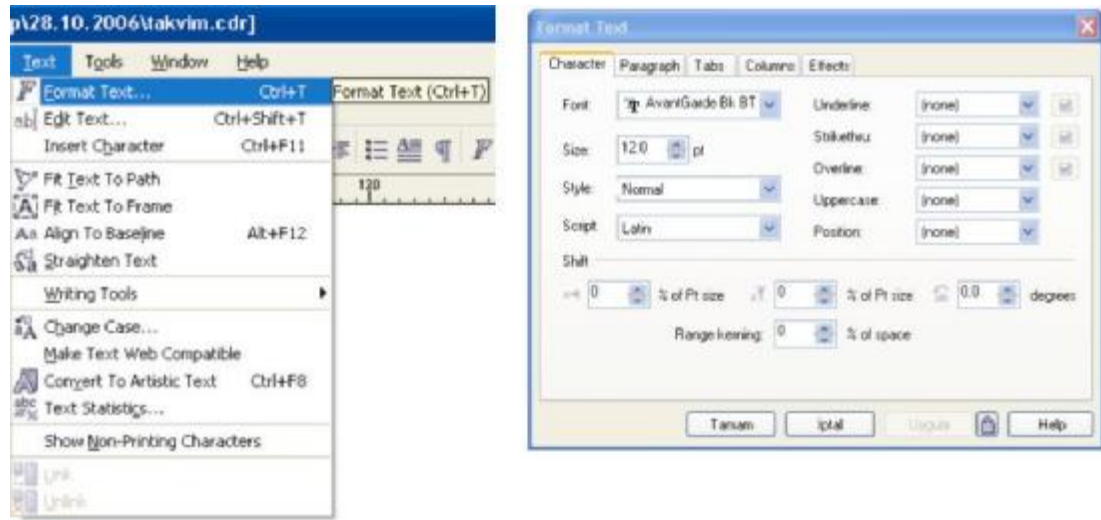 p\28.10.2006\takvim.cdr]
Text Tools Window Help
Format Text... Ctrl+T
Format Text (Ctrl+T)
Edit Text... Ctrl+Shift+T
Insert Character Ctrl+F11
120
Fit Text To Path
Fit Text To Frame
Align To Baseline Alt+F12
Straighten Text
Writing Tools
Change Case...
Make Text Web Compatible
Convert To Artistic Text Ctrl+F8
Text Statistics...
Show Non-Printing Characters
Link
Unlink
Format Text
Character Paragraph Tabs Columns Effects
Font: AvantGarde Bk BT Underline: (none)
Size: 12.0 pt Strikethru: (none)
Overline: (none)
Style: Normal Uppercase: (none)
Script: Latin Position: (none)
Shift
0 % of Pt size 0 % of Pt size 0.0 degrees
Range kerning: 0 % of space
Tamam İptal Uygula Help